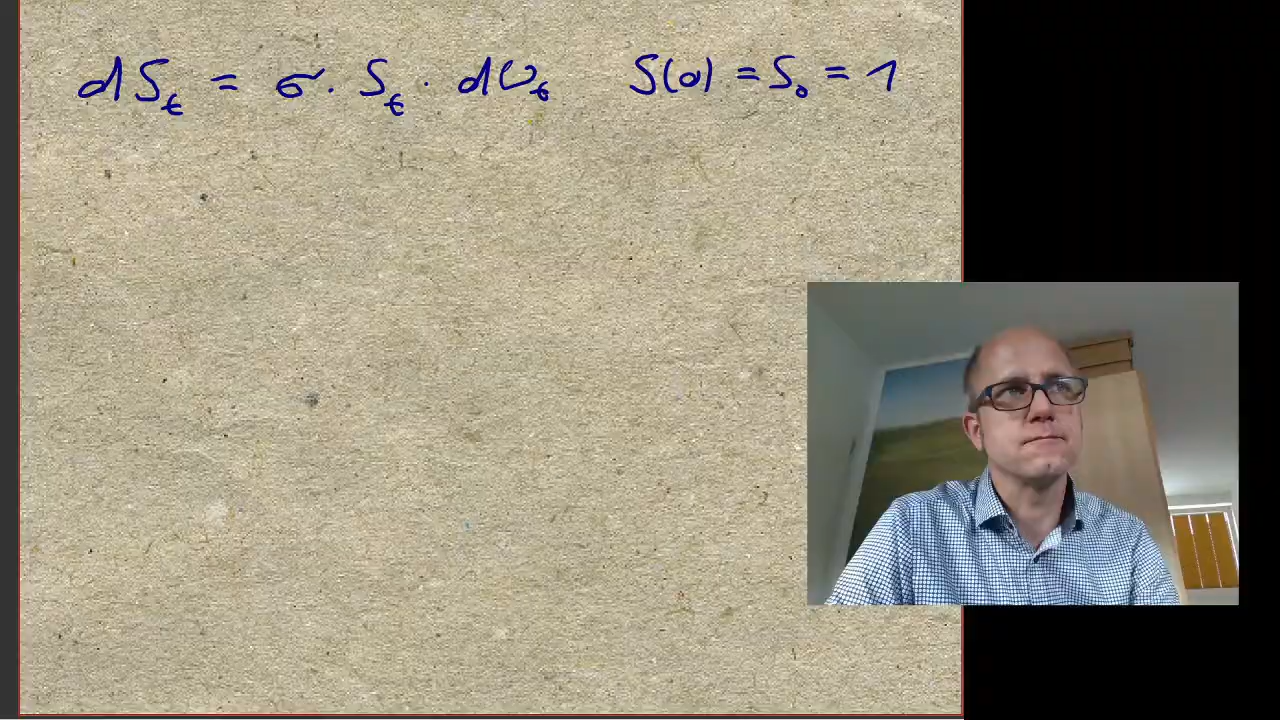 dS_t = σ · S_t · dW_t S(0) = S_0 = 1